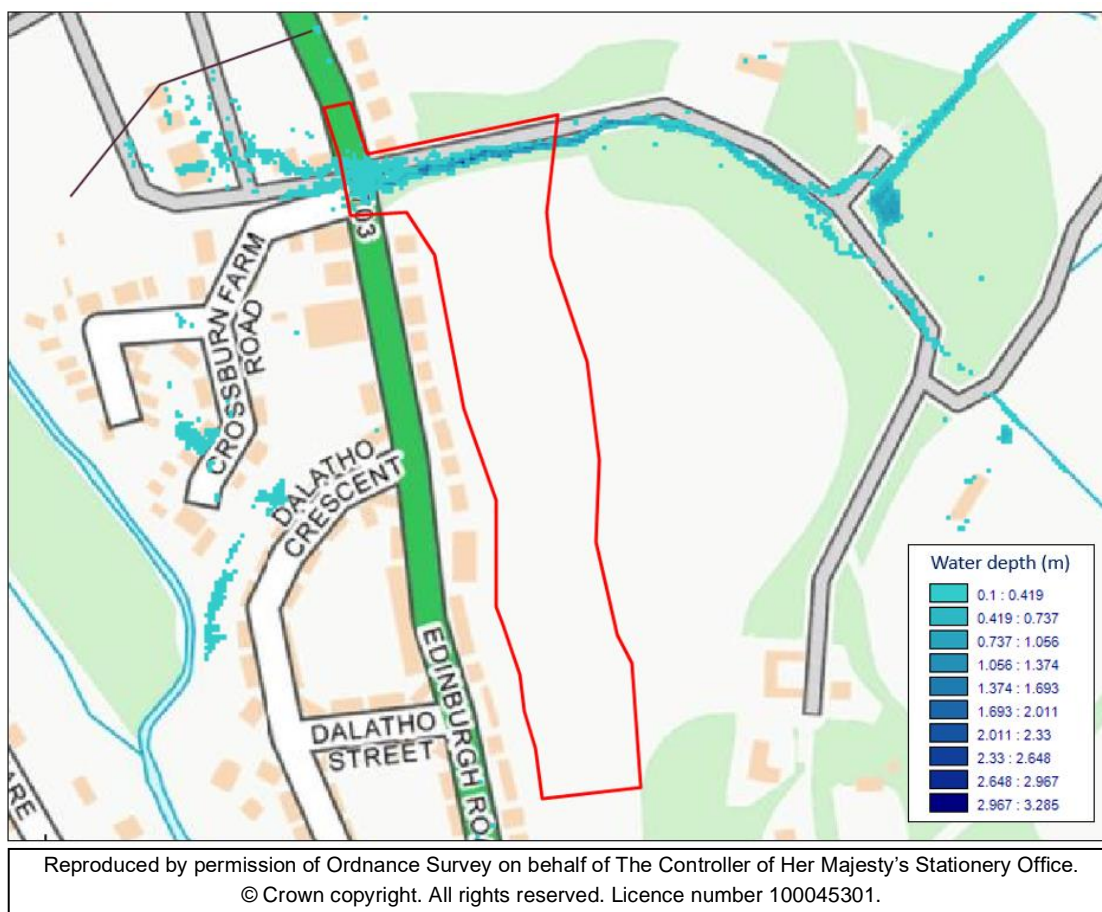 03
CROSSBURN FARM
ROAD
DALATHO
CRESCENT
EDINBURGH RO
DALATHO
STREET
ARE
Water depth (m)
0.1 : 0.419
0.419 : 0.737
0.737 : 1.056
1.056 : 1.374
1.374 : 1.693
1.693 : 2.011
2.011 : 2.33
2.33 : 2.648
2.648 : 2.967
2.967 : 3.285
Reproduced by permission of Ordnance Survey on behalf of The Controller of Her Majesty’s Stationery Office.
© Crown copyright. All rights reserved. Licence number 100045301.